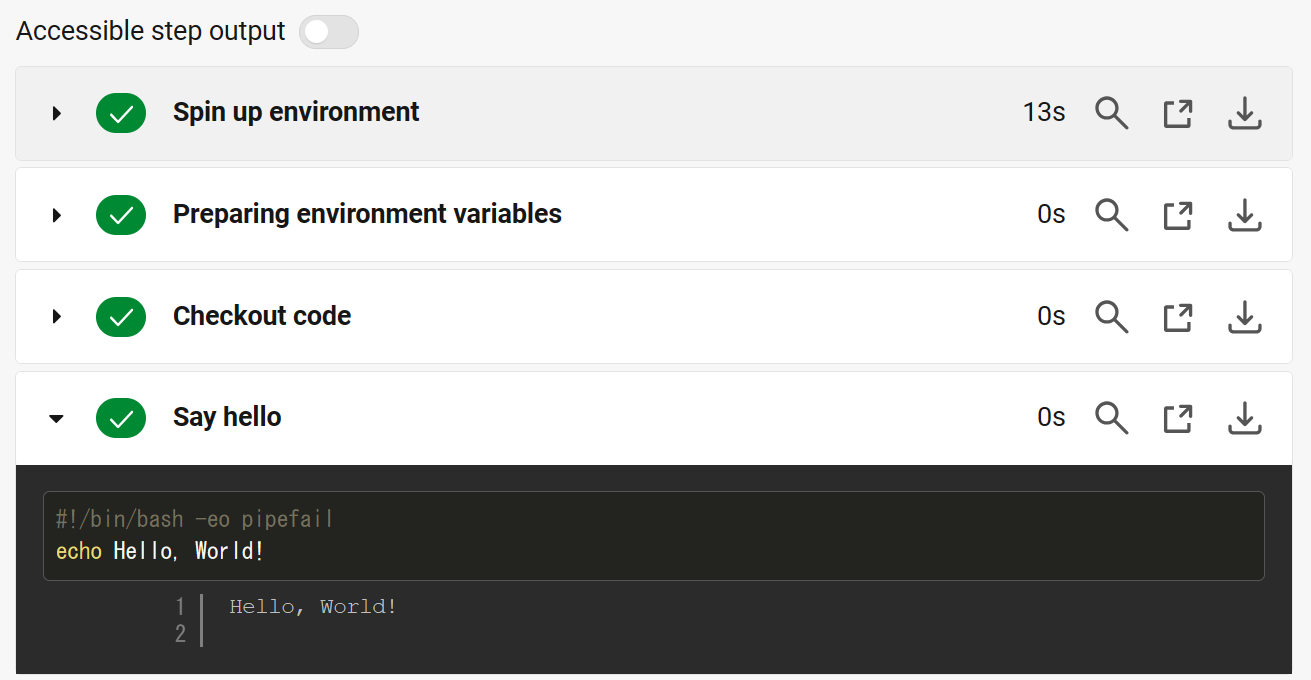 Accessible step output
Spin up environment 13s
Preparing environment variables 0s
Checkout code 0s
Say hello 0s
#!/bin/bash -eo pipefail
echo Hello, World!
1 Hello, World!
2